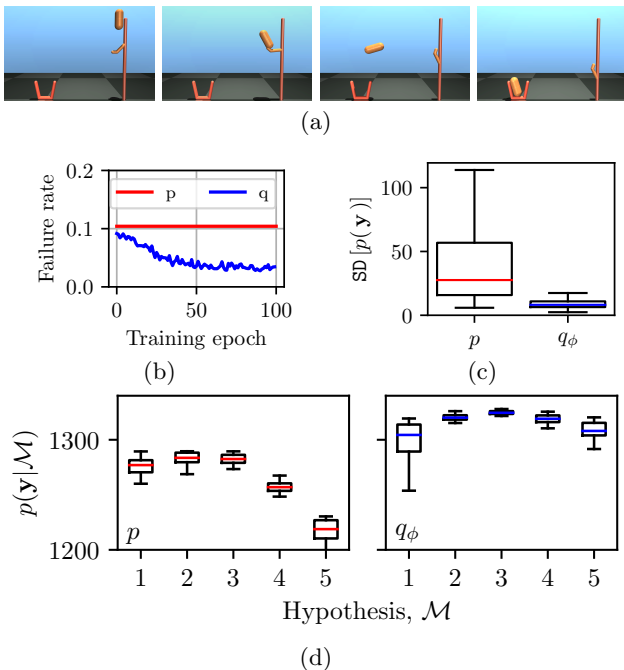 (a)
0.2
0.1
0.0
Failure rate
p q
0 50 100
Training epoch
(b)
100
50
0
SD [p( y )]
p qϕ
(c)
1300
1200
p(y|M)
p
1 2 3 4 5
qϕ
1 2 3 4 5
Hypothesis, M
(d)